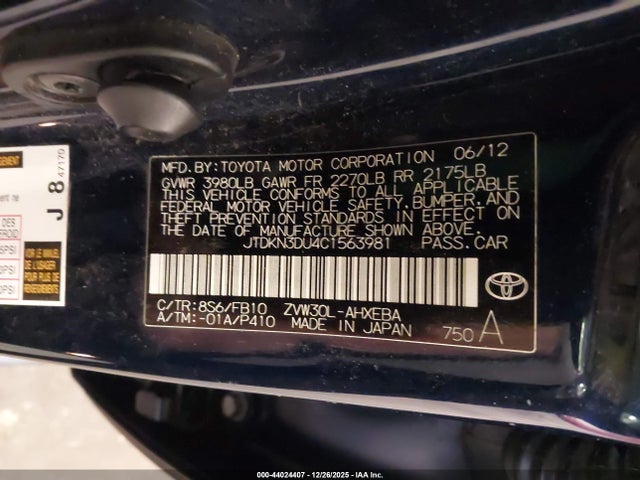 MFD. BY: TOYOTA MOTOR CORPORATION 06/12
GVWR 3980LB GAWR FR 2270LB RR 2175LB
THIS VEHICLE CONFORMS TO ALL APPLICABLE
FEDERAL MOTOR VEHICLE SAFETY, BUMPER, AND
THEFT PREVENTION STANDARDS IN EFFECT ON
THE DATE OF MANUFACTURE SHOWN ABOVE.
JTDKN3DU4C1563981 PASS. CAR
C/TR: 8S6/FB10 ZVW30L-AHXEBA
A/TM: -01A/P410 MADE IN JAPAN 750 A
J 8 47179
000-44024407 - 12/26/2025 - IAA Inc.